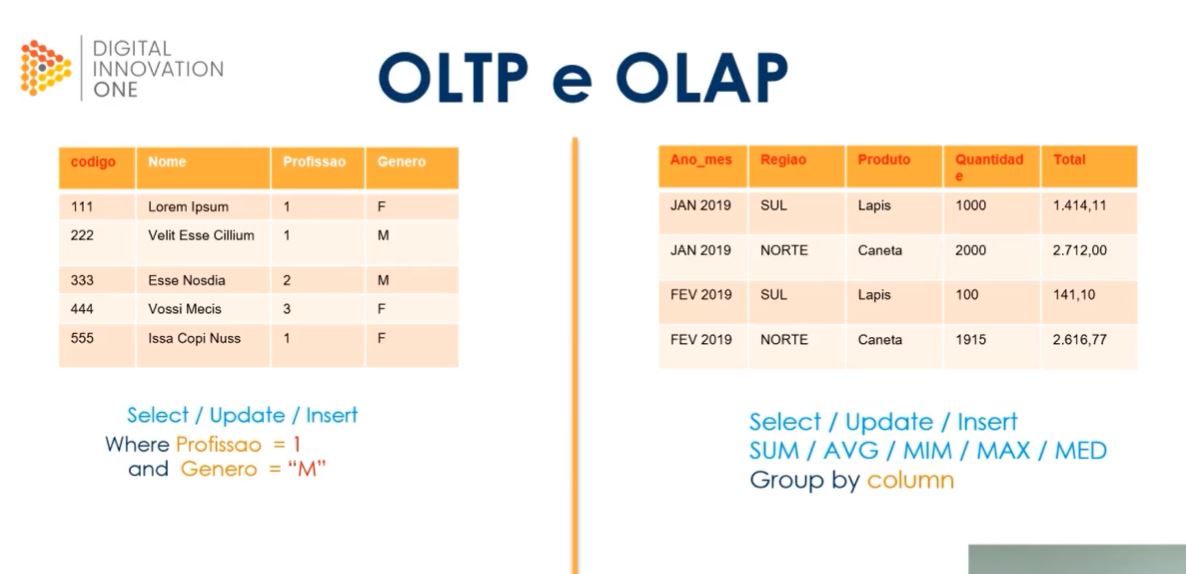 DIGITAL
INNOVATION
ONE
OLTP e OLAP
codigo Nome Profissao Genero
111 Lorem Ipsum 1 F
222 Velit Esse Cillium 1 M
333 Esse Nosdia 2 M
444 Vossi Mecis 3 F
555 Issa Copi Nuss 1 F
Select / Update / Insert
Where Profissao = 1
and Genero = “M”
Ano_mes Regiao Produto Quantidad Total
e
JAN 2019 SUL Lapis 1000 1.414,11
JAN 2019 NORTE Caneta 2000 2.712,00
FEV 2019 SUL Lapis 100 141,10
FEV 2019 NORTE Caneta 1915 2.616,77
Select / Update / Insert
SUM / AVG / MIM / MAX / MED
Group by column